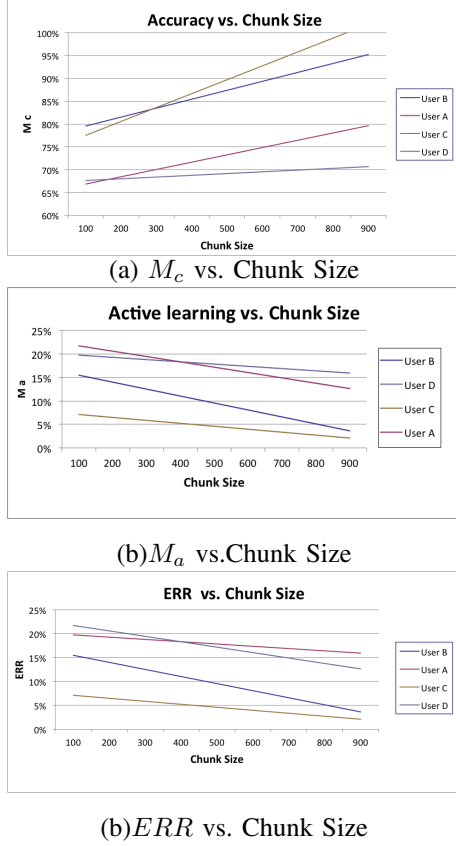 Accuracy vs. Chunk Size
100%
95%
90%
85%
80%
75%
70%
65%
60%
M c
100 200 300 400 500 600 700 800 900
Chunk Size
User B
User A
User C
User D
(a) M_c vs. Chunk Size
Active learning vs. Chunk Size
25%
20%
15%
10%
5%
0%
M a
100 200 300 400 500 600 700 800 900
Chunk Size
User B
User D
User C
User A
(b)M_a vs.Chunk Size
ERR vs. Chunk Size
25%
20%
15%
10%
5%
0%
ERR
100 200 300 400 500 600 700 800 900
Chunk Size
User B
User A
User C
User D
(b)ERR vs. Chunk Size